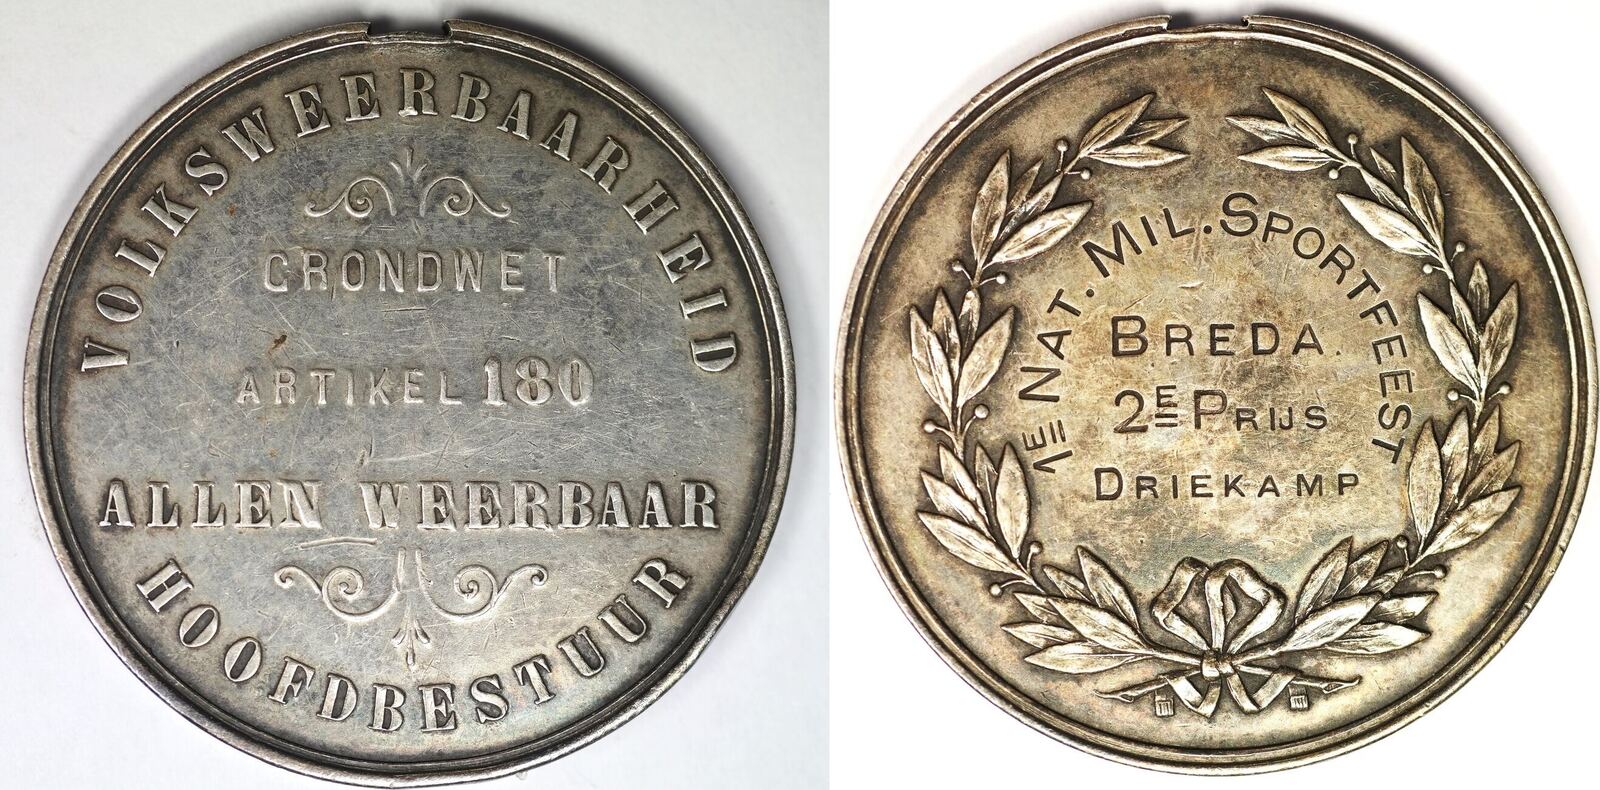 VOLKSWEERBAARHEID
GRONDWET
ARTIKEL 180
ALLEN WEERBAAR
HOOFDBESTUUR
1E NAT. MIL. SPORTFEEST
BREDA.
2E PRIJS
DRIEKAMP